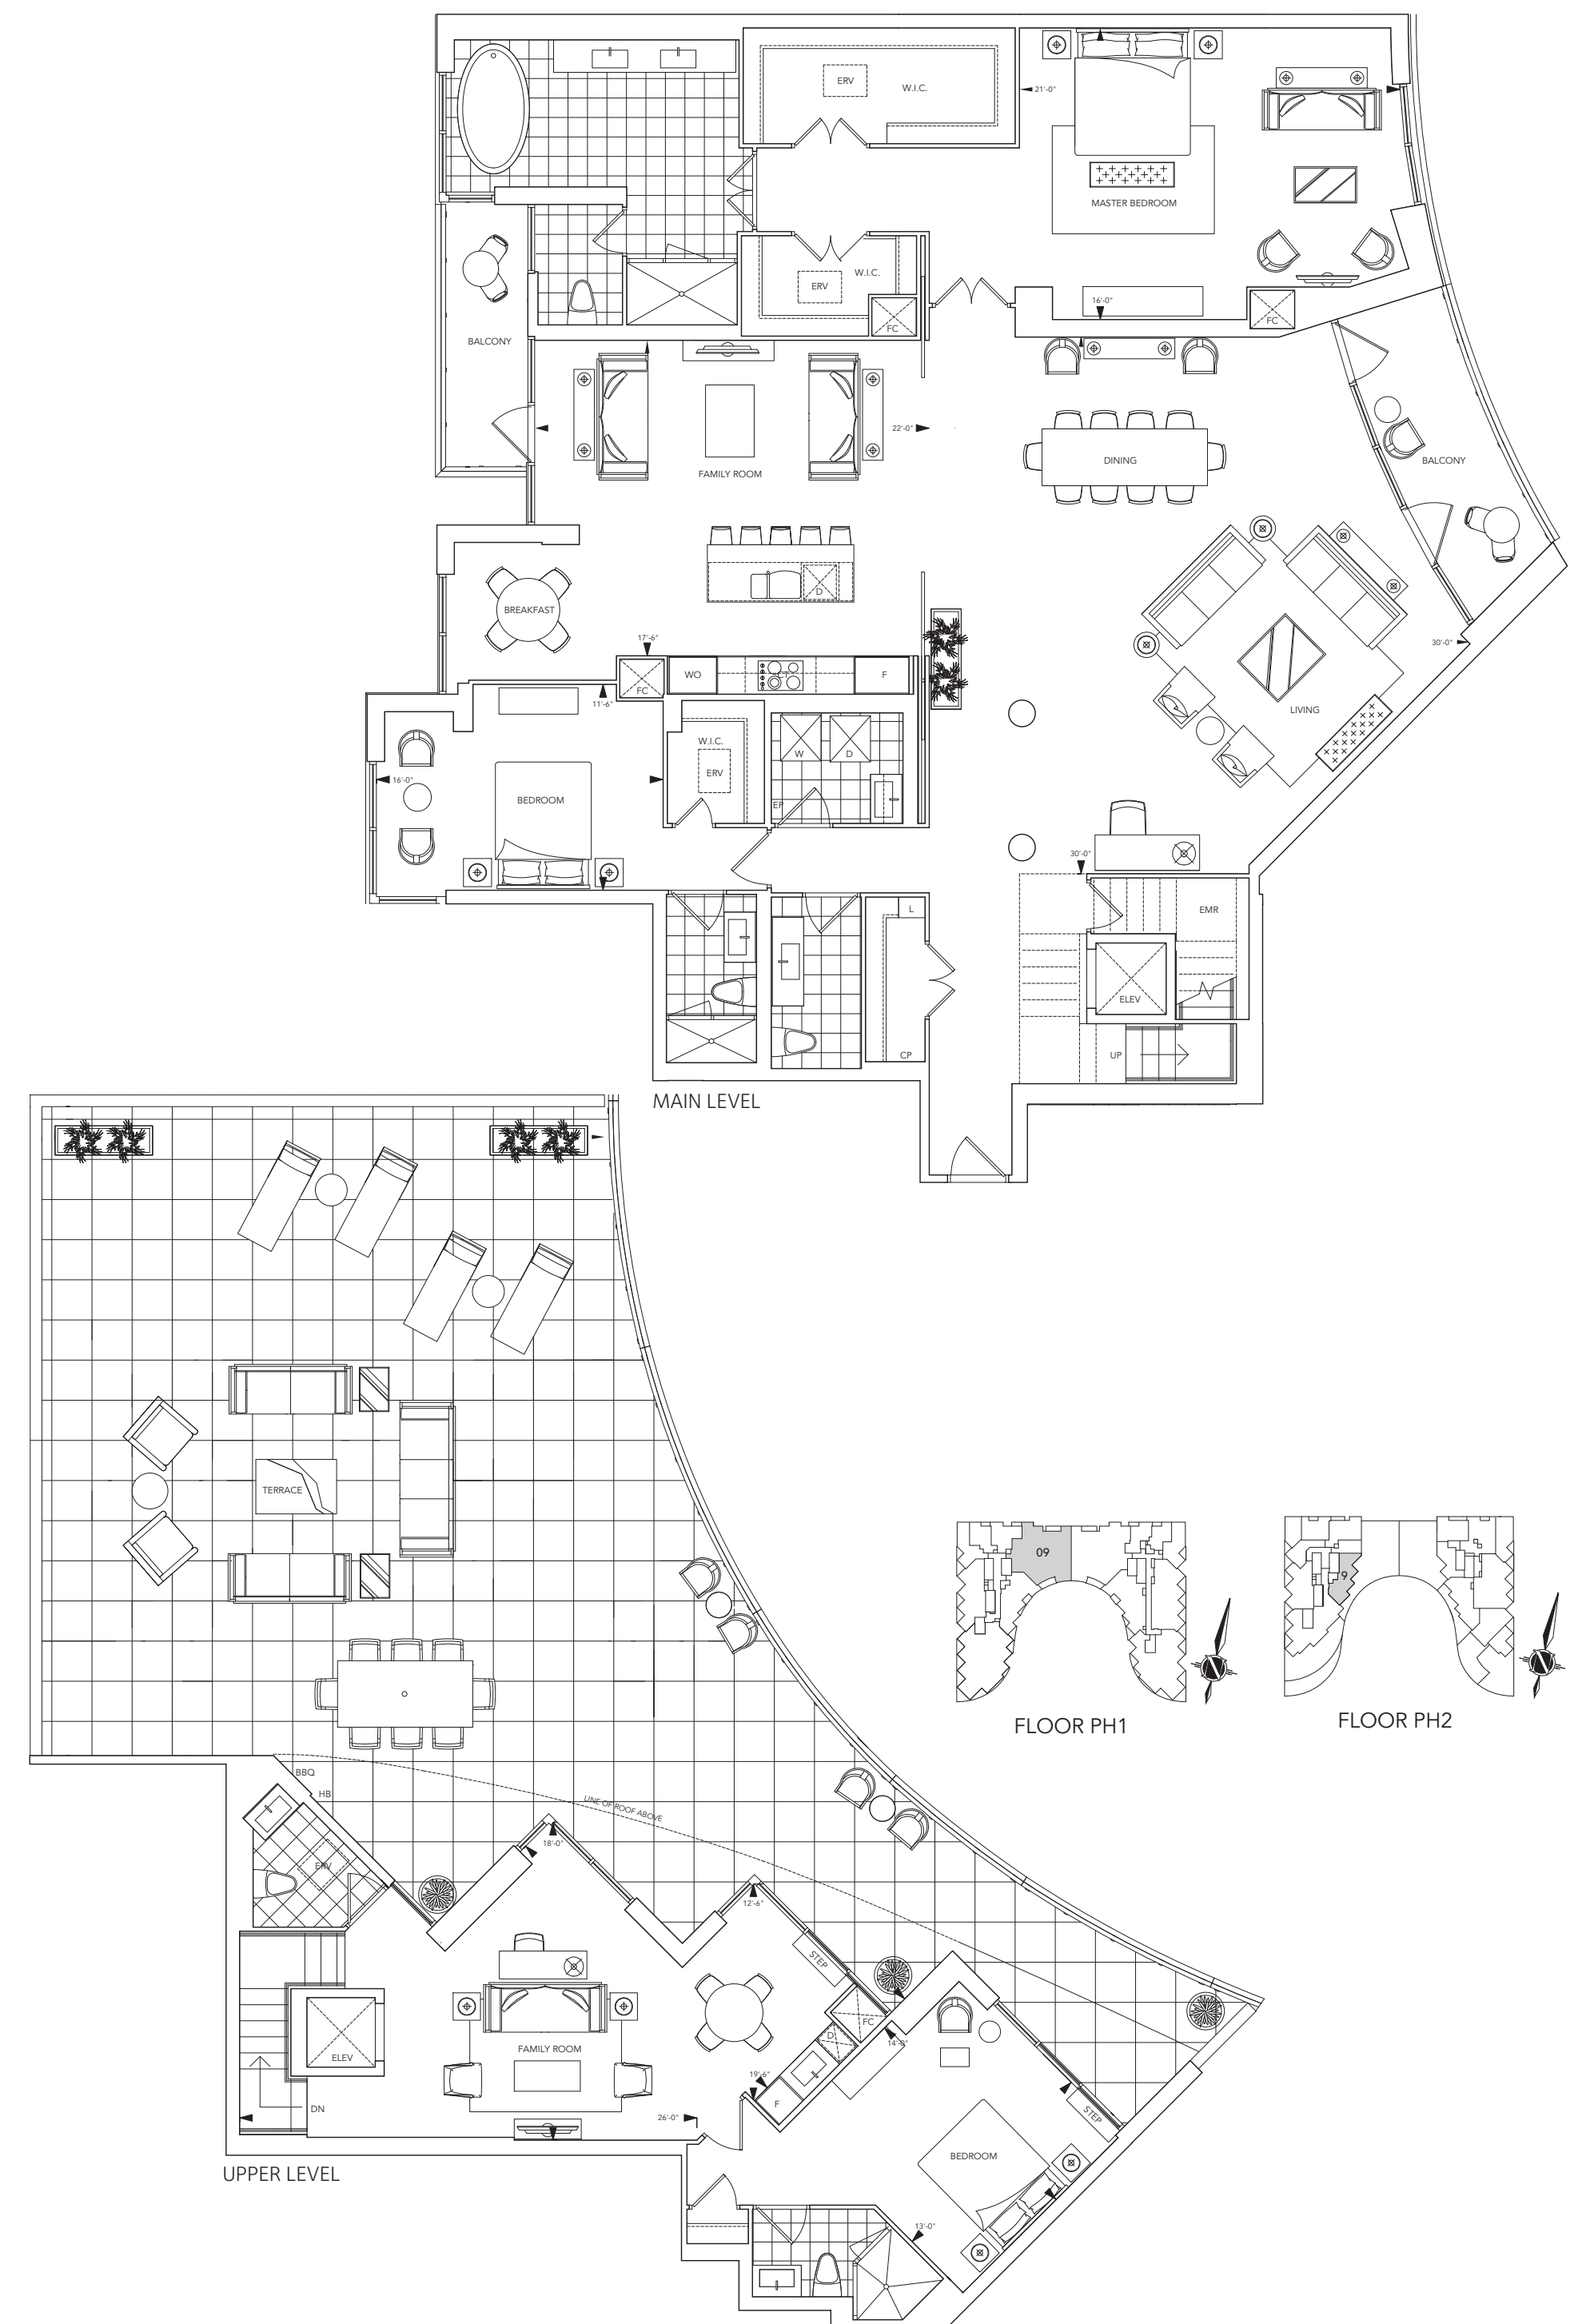 ERV
W.I.C.
21'-0"
MASTER BEDROOM
W.I.C.
ERV
16'-0"
FC
FC
BALCONY
22'-0"
FAMILY ROOM
DINING
BALCONY
D
BREAKFAST
17'-6"
30'-0"
WO
CT
F
FC
11'-6"
LIVING
W.I.C.
W
D
ERV
16'-0"
BEDROOM
EP
30'-0"
L
EMR
ELEV
CP
UP
MAIN LEVEL
TERRACE
09
9
FLOOR PH1
FLOOR PH2
BBQ
HB
LINE OF ROOF ABOVE
18'-0"
ERV
12'-6"
STEP
FC
D
14'-0"
FAMILY ROOM
ELEV
19'-6"
F
DN
26'-0"
STEP
BEDROOM
UPPER LEVEL
13'-0"